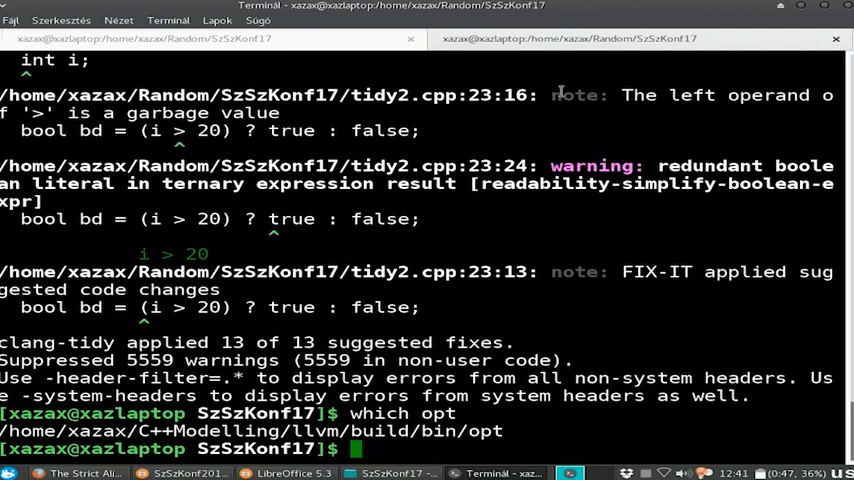 Terminál - xazax@xazlaptop:/home/xazax/Random/SzSzKonf17
Fájl Szerkesztés Nézet Terminál Lapok Súgó
xazax@xazlaptop:/home/xazax/Random/SzSzKonf17 × xazax@xazlaptop:/home/xazax/Random/SzSzKonf17 ×
int i;
^
/home/xazax/Random/SzSzKonf17/tidy2.cpp:23:16: note: The left operand o
f '>' is a garbage value
bool bd = (i > 20) ? true : false;
^
/home/xazax/Random/SzSzKonf17/tidy2.cpp:23:24: warning: redundant boole
an literal in ternary expression result [readability-simplify-boolean-e
xpr]
bool bd = (i > 20) ? true : false;
^
i > 20
/home/xazax/Random/SzSzKonf17/tidy2.cpp:23:13: note: FIX-IT applied sug
gested code changes
bool bd = (i > 20) ? true : false;
^
clang-tidy applied 13 of 13 suggested fixes.
Suppressed 5559 warnings (5559 in non-user code).
Use -header-filter=.* to display errors from all non-system headers. Us
e -system-headers to display errors from system headers as well.
[xazax@xazlaptop SzSzKonf17]$ which opt
/home/xazax/C++Modelling/llvm/build/bin/opt
[xazax@xazlaptop SzSzKonf17]$
The Strict Ali... SzSzKonf201... LibreOffice 5.3 SzSzKonf17 -... Terminál - xaz... 12:41 (0:47, 36%) us